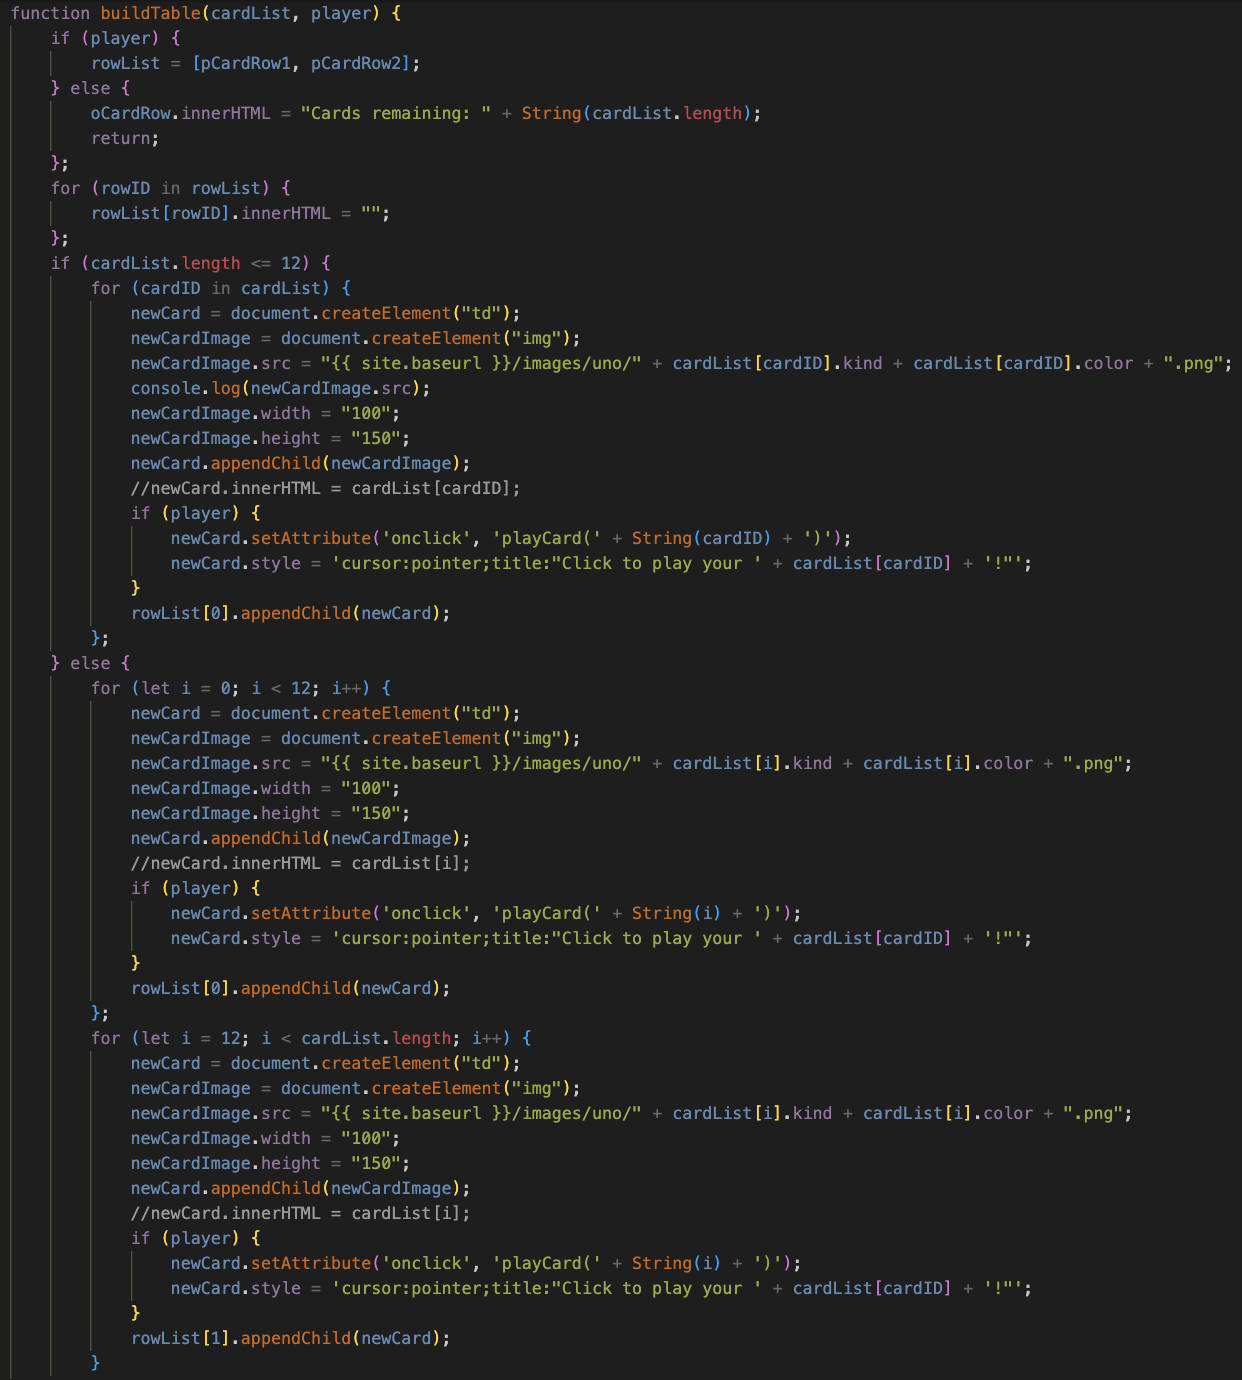 function buildTable(cardList, player) {
    if (player) {
        rowList = [pCardRow1, pCardRow2];
    } else {
        oCardRow.innerHTML = "Cards remaining: " + String(cardList.length);
        return;
    };
    for (rowID in rowList) {
        rowList[rowID].innerHTML = "";
    };
    if (cardList.length <= 12) {
        for (cardID in cardList) {
            newCard = document.createElement("td");
            newCardImage = document.createElement("img");
            newCardImage.src = "{{ site.baseurl }}/images/uno/" + cardList[cardID].kind + cardList[cardID].color + ".png";
            console.log(newCardImage.src);
            newCardImage.width = "100";
            newCardImage.height = "150";
            newCard.appendChild(newCardImage);
            //newCard.innerHTML = cardList[cardID];
            if (player) {
                newCard.setAttribute('onclick', 'playCard(' + String(cardID) + ')');
                newCard.style = 'cursor:pointer;title:"Click to play your ' + cardList[cardID] + '!"';
            }
            rowList[0].appendChild(newCard);
        };
    } else {
        for (let i = 0; i < 12; i++) {
            newCard = document.createElement("td");
            newCardImage = document.createElement("img");
            newCardImage.src = "{{ site.baseurl }}/images/uno/" + cardList[i].kind + cardList[i].color + ".png";
            newCardImage.width = "100";
            newCardImage.height = "150";
            newCard.appendChild(newCardImage);
            //newCard.innerHTML = cardList[i];
            if (player) {
                newCard.setAttribute('onclick', 'playCard(' + String(i) + ')');
                newCard.style = 'cursor:pointer;title:"Click to play your ' + cardList[cardID] + '!"';
            }
            rowList[0].appendChild(newCard);
        };
        for (let i = 12; i < cardList.length; i++) {
            newCard = document.createElement("td");
            newCardImage = document.createElement("img");
            newCardImage.src = "{{ site.baseurl }}/images/uno/" + cardList[i].kind + cardList[i].color + ".png";
            newCardImage.width = "100";
            newCardImage.height = "150";
            newCard.appendChild(newCardImage);
            //newCard.innerHTML = cardList[i];
            if (player) {
                newCard.setAttribute('onclick', 'playCard(' + String(i) + ')');
                newCard.style = 'cursor:pointer;title:"Click to play your ' + cardList[cardID] + '!"';
            }
            rowList[1].appendChild(newCard);
        }